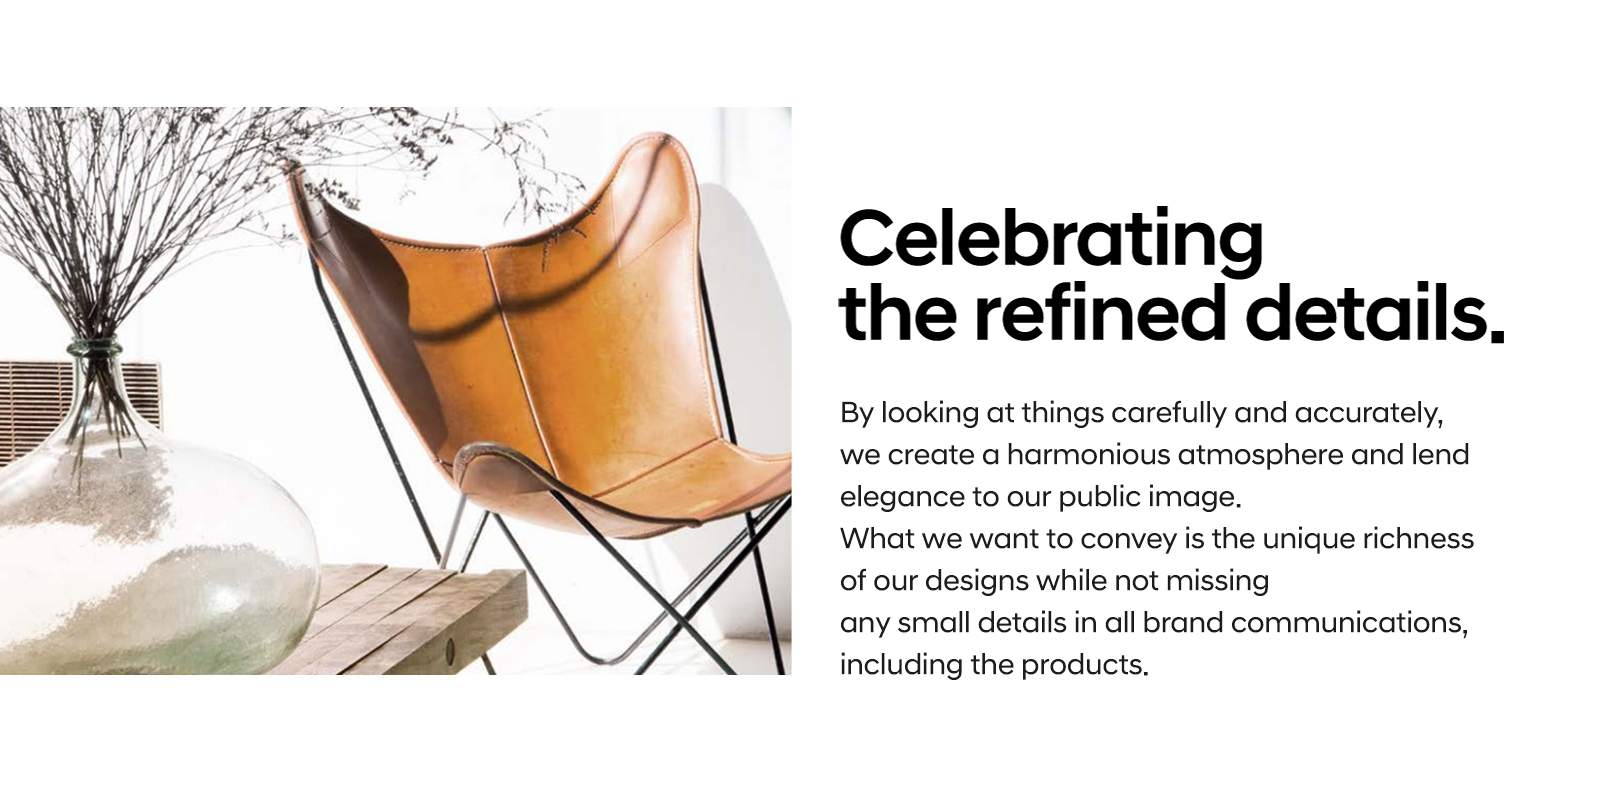 Celebrating
the refined details.
By looking at things carefully and accurately,
we create a harmonious atmosphere and lend
elegance to our public image.
What we want to convey is the unique richness
of our designs while not missing
any small details in all brand communications,
including the products.